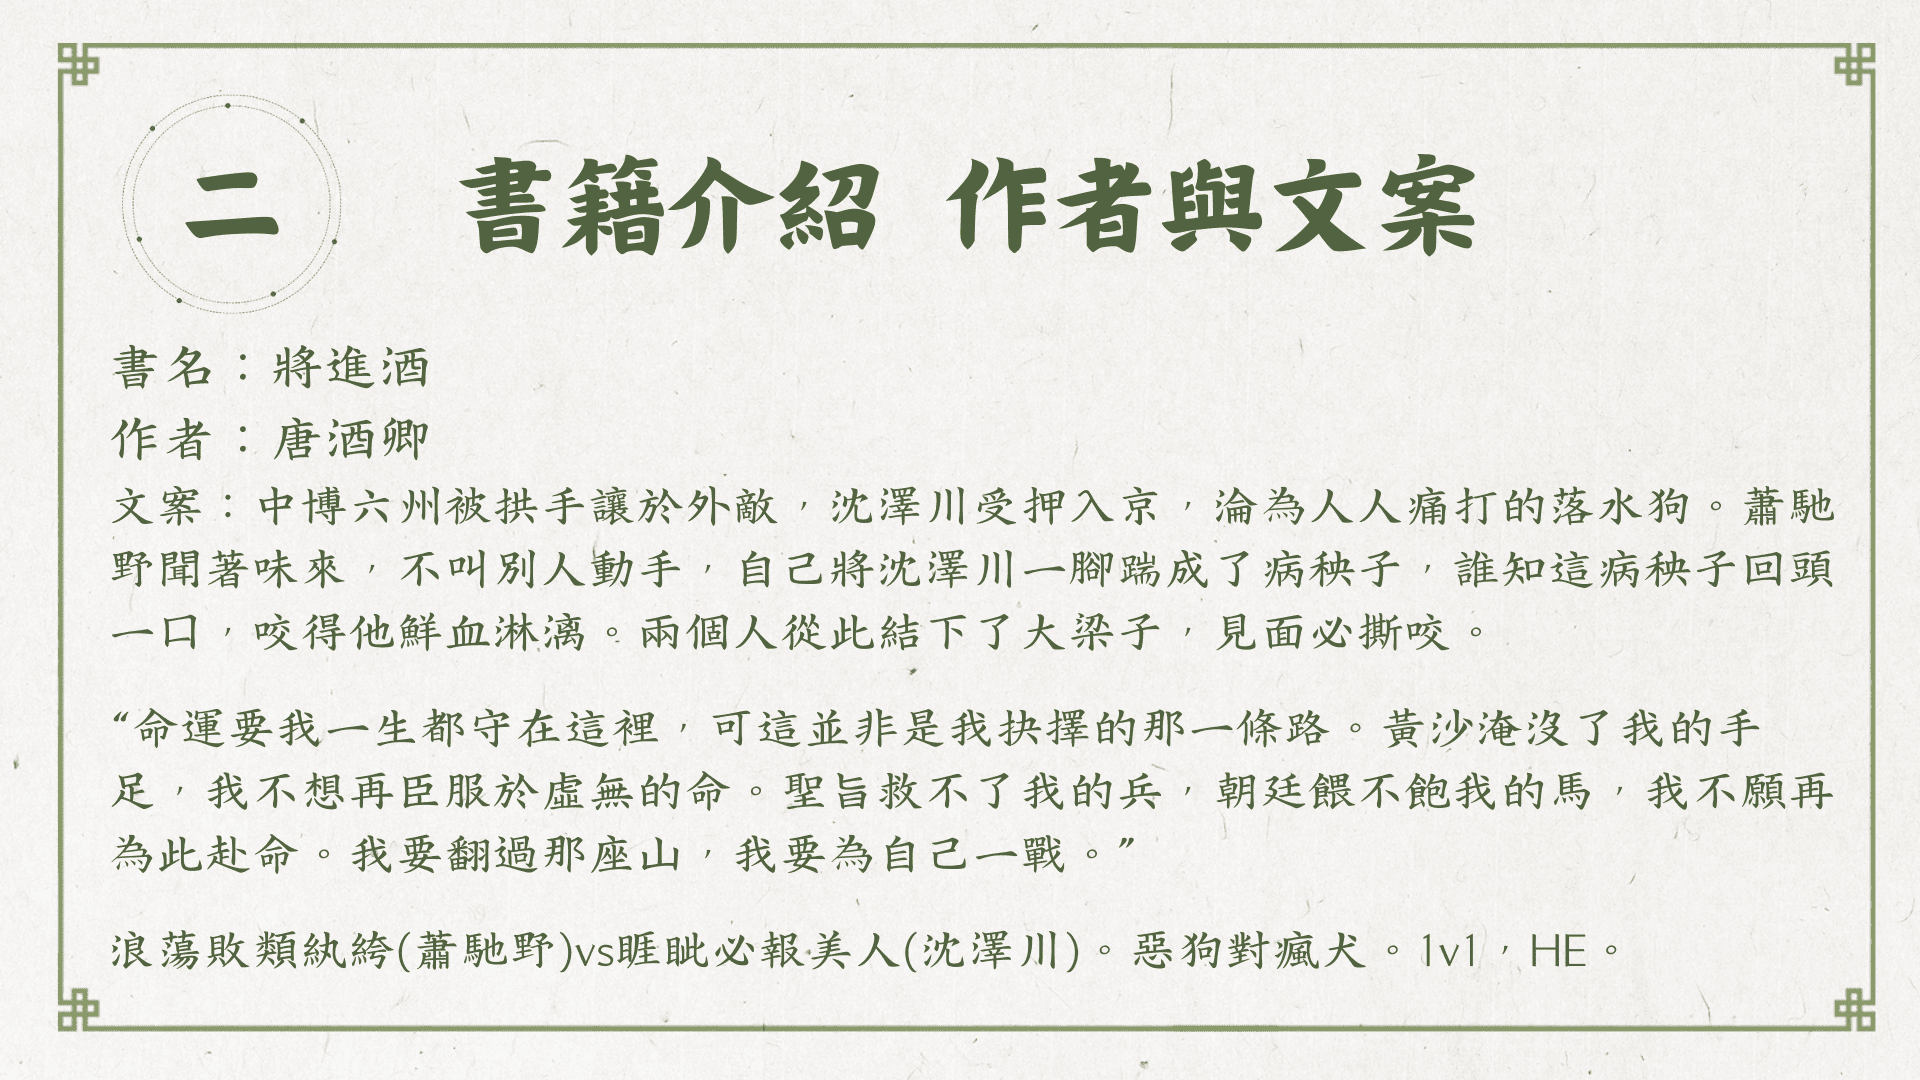 二
書籍介紹 作者與文案
書名：將進酒
作者：唐酒卿
文案：中博六州被拱手讓於外敵，沈澤川受押入京，淪為人人痛打的落水狗。蕭馳
野聞著味來，不叫別人動手，自己將沈澤川一腳踹成了病秧子，誰知這病秧子回頭
一口，咬得他鮮血淋漓。兩個人從此結下了大梁子，見面必撕咬。
“命運要我一生都守在這裡，可這並非是我抉擇的那一條路。黃沙淹沒了我的手
足，我不想再臣服於虛無的命。聖旨救不了我的兵，朝廷餵不飽我的馬，我不願再
為此赴命。我要翻過那座山，我要為自己一戰。”
浪蕩敗類紈絝(蕭馳野)vs睚眦必報美人(沈澤川)。惡狗對瘋犬。1v1，HE。